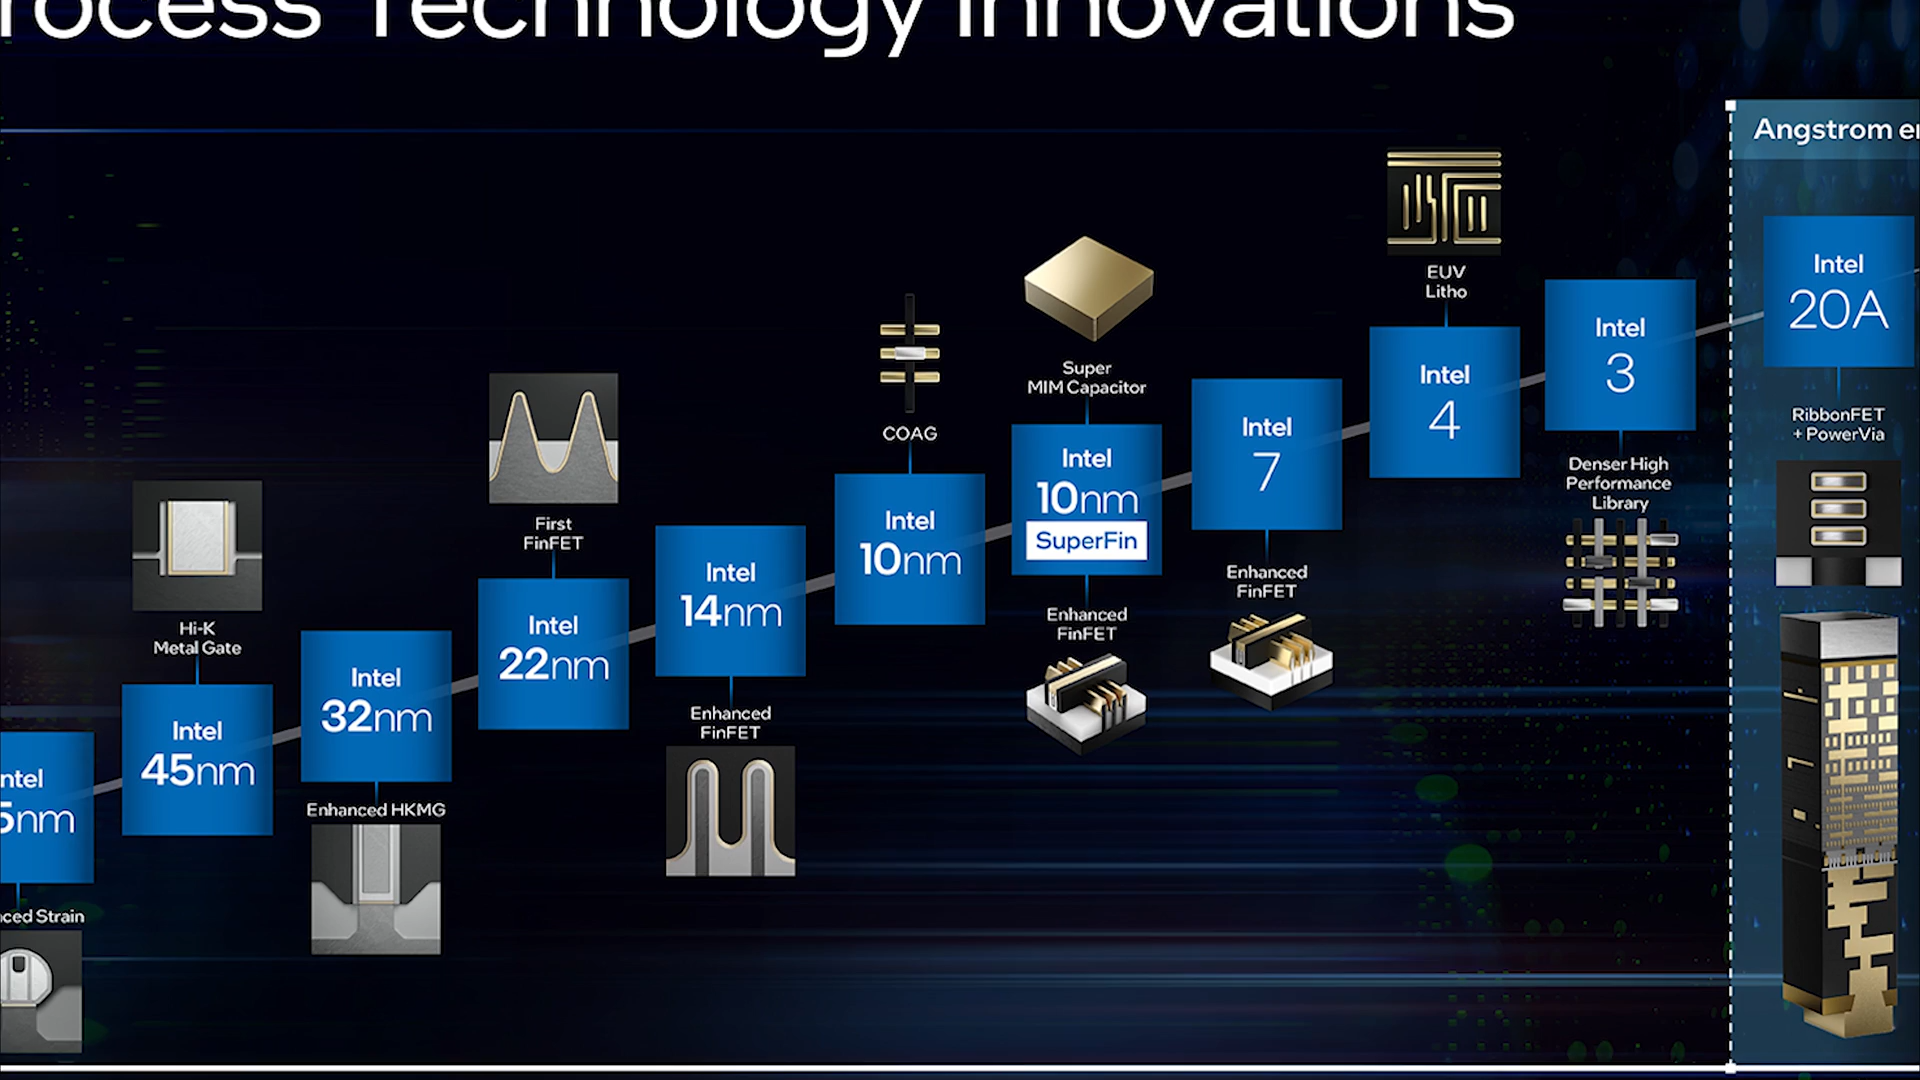 rocess Technology Innovations
Angstrom er
EUV
Litho
Intel
20A
Intel
3
Super
MIM Capacitor
Intel
4
COAG
Intel
7
RibbonFET
+ PowerVia
Intel
10nm
SuperFin
Denser High
Performance
Library
First
FinFET
Intel
10nm
Enhanced
FinFET
Intel
14nm
Enhanced
FinFET
Hi-K
Metal Gate
Intel
22nm
Intel
32nm
Enhanced
FinFET
Intel
45nm
ntel
5nm
Enhanced HKMG
ced Strain